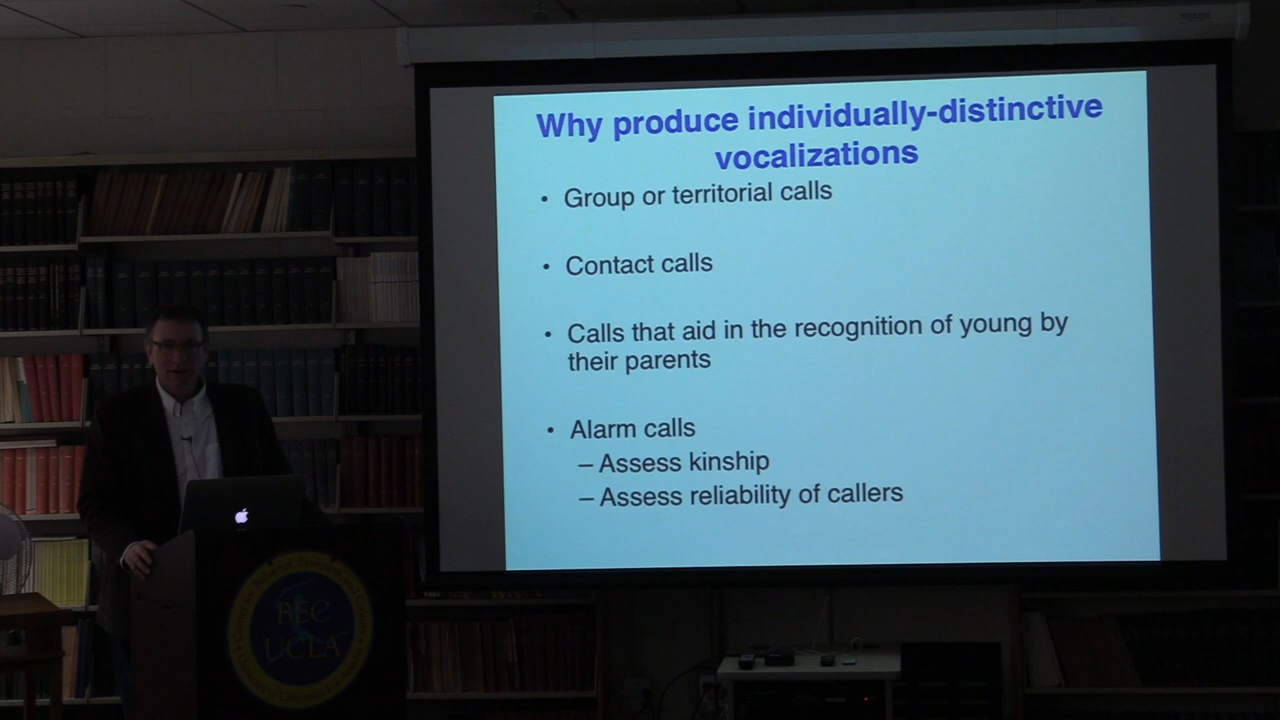 Why produce individually-distinctive
vocalizations
• Group or territorial calls
• Contact calls
• Calls that aid in the recognition of young by
their parents
• Alarm calls
– Assess kinship
– Assess reliability of callers
BEC
UCLA